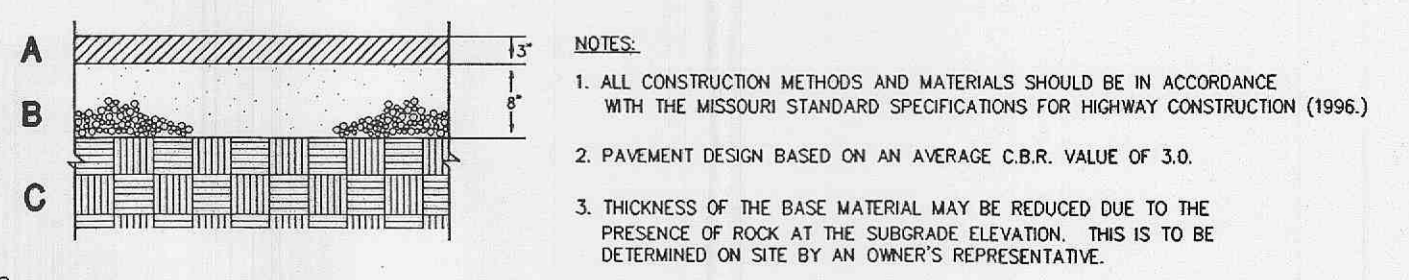 A
3"
B
8"
C
NOTES:
1. ALL CONSTRUCTION METHODS AND MATERIALS SHOULD BE IN ACCORDANCE
WITH THE MISSOURI STANDARD SPECIFICATIONS FOR HIGHWAY CONSTRUCTION (1996.)
2. PAVEMENT DESIGN BASED ON AN AVERAGE C.B.R. VALUE OF 3.0.
3. THICKNESS OF THE BASE MATERIAL MAY BE REDUCED DUE TO THE
PRESENCE OF ROCK AT THE SUBGRADE ELEVATION. THIS IS TO BE
DETERMINED ON SITE BY AN OWNER'S REPRESENTATIVE.